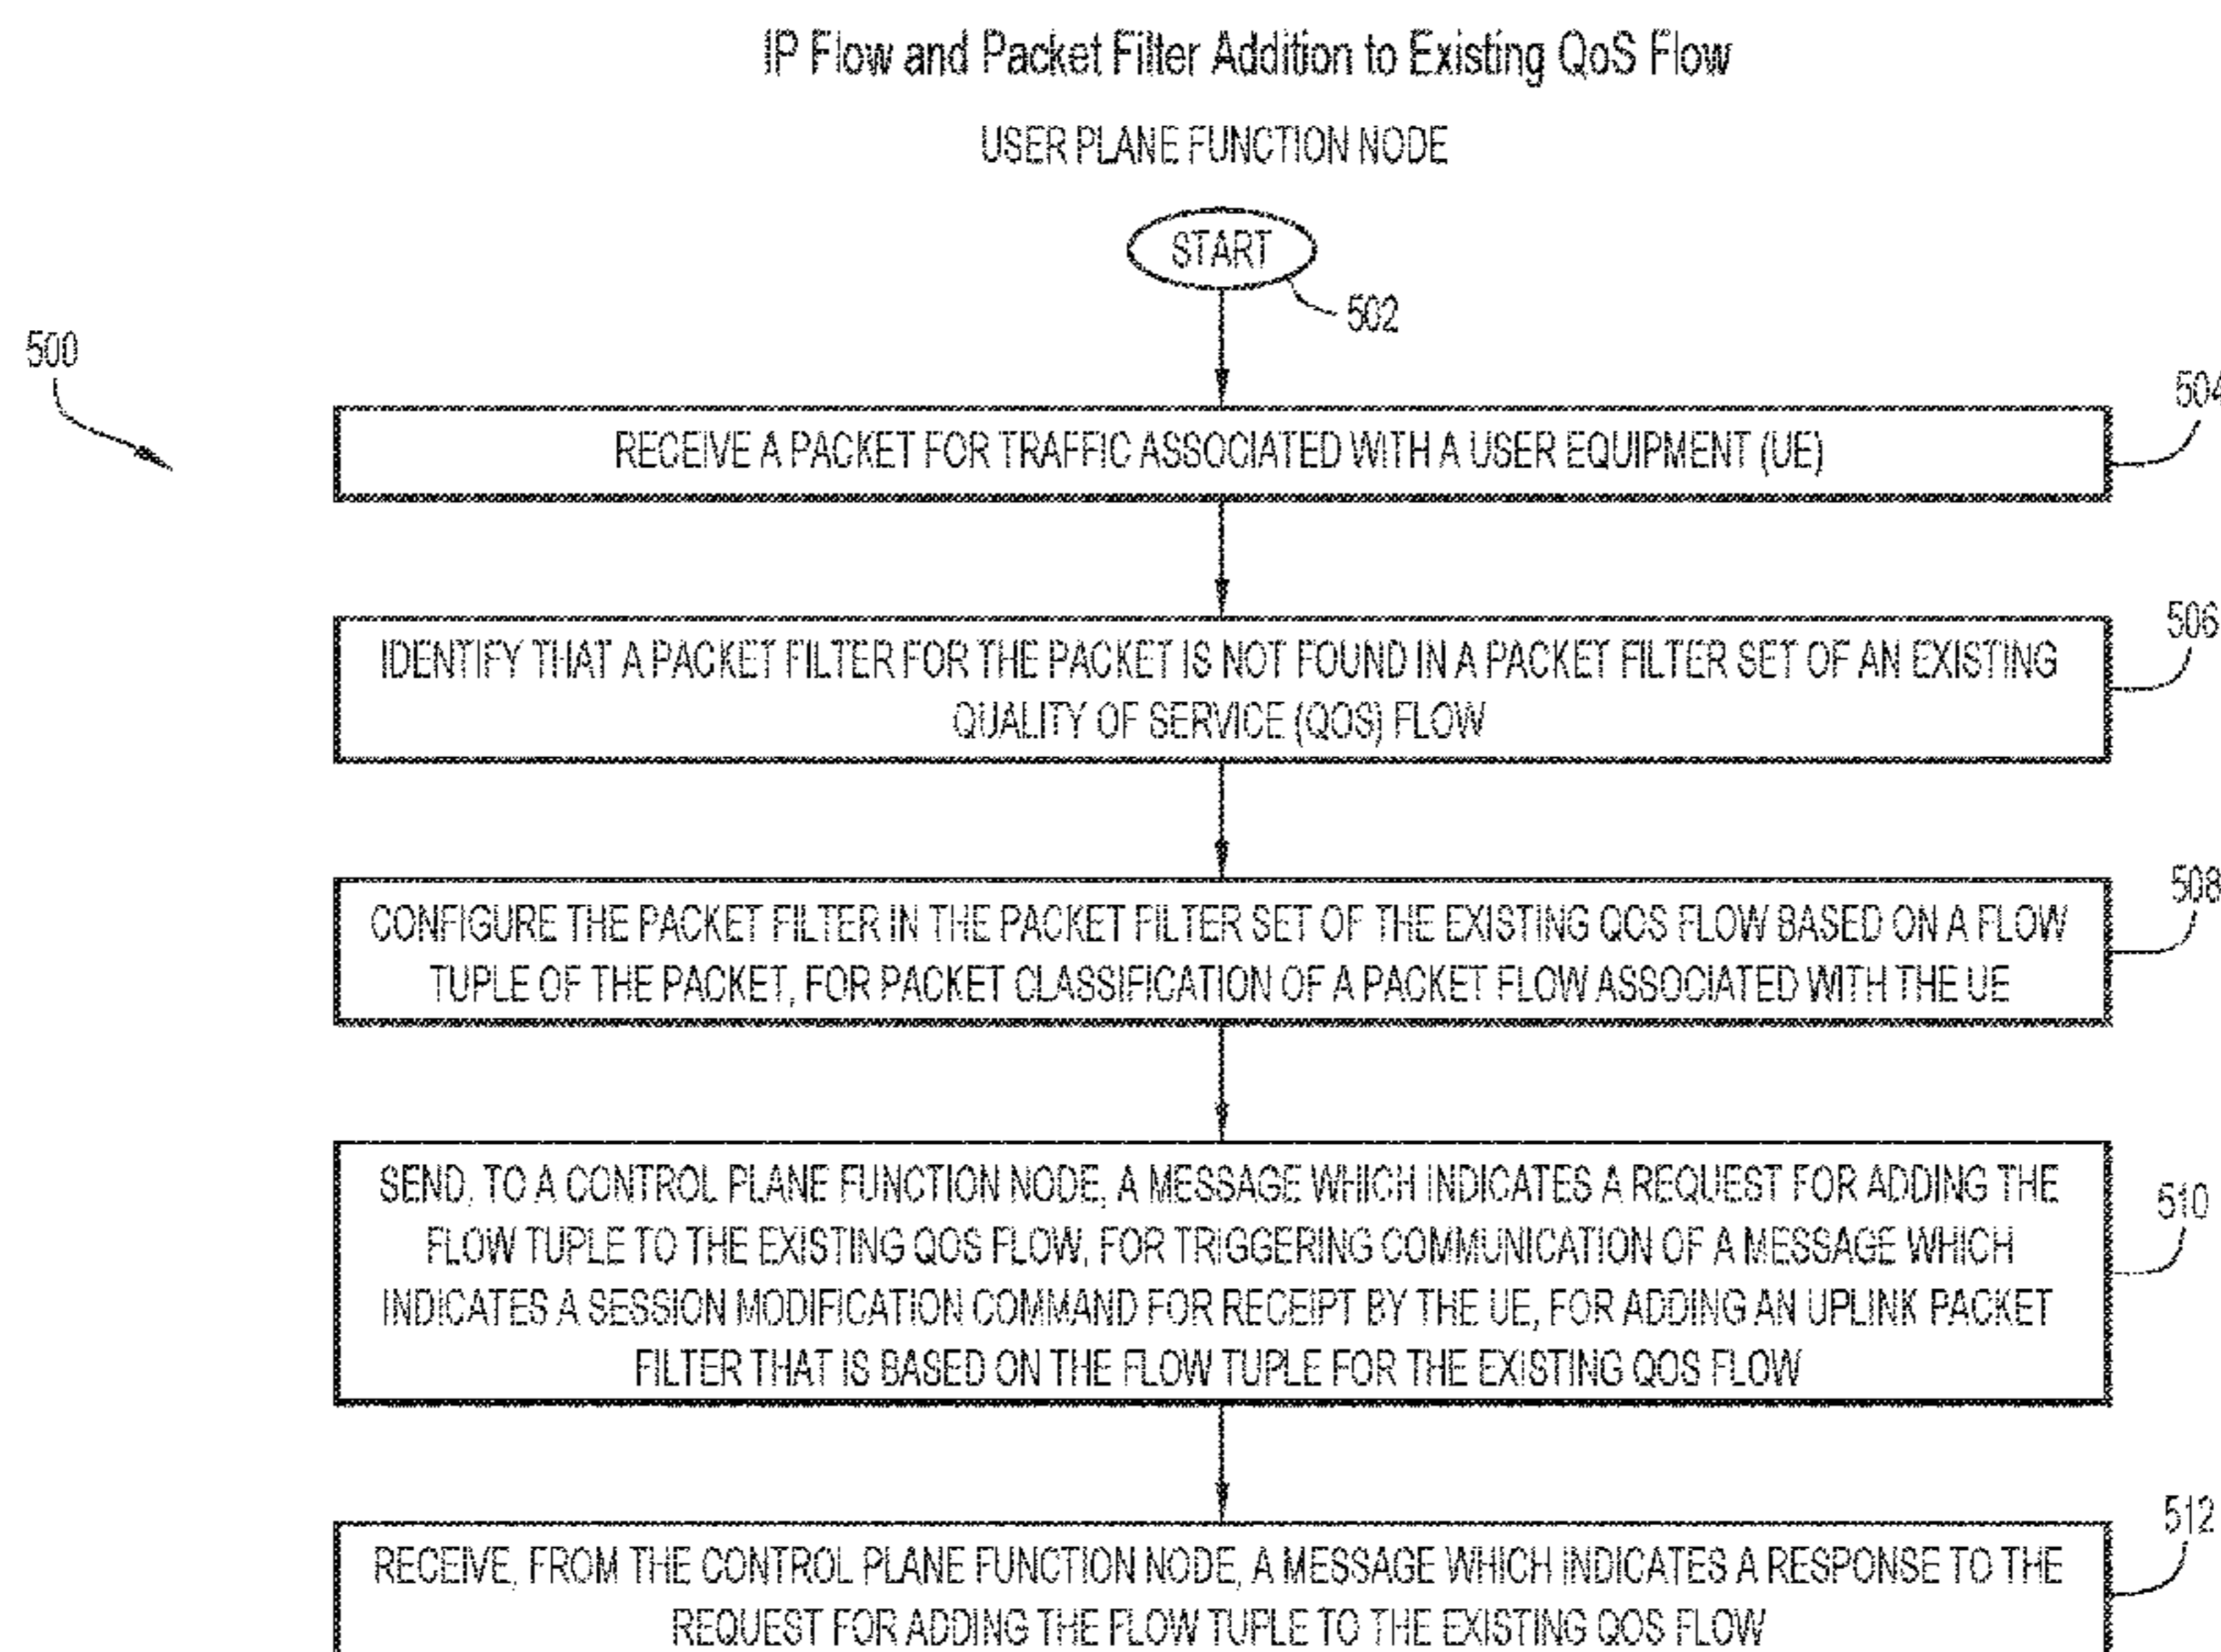 IP Flow and Packet Filter Addition to Existing QoS Flow
USER PLANE FUNCTION NODE
START
502
500
504
RECEIVE A PACKET FOR TRAFFIC ASSOCIATED WITH A USER EQUIPMENT (UE)
506
IDENTIFY THAT A PACKET FILTER FOR THE PACKET IS NOT FOUND IN A PACKET FILTER SET OF AN EXISTING
QUALITY OF SERVICE (QOS) FLOW
508
CONFIGURE THE PACKET FILTER IN THE PACKET FILTER SET OF THE EXISTING QOS FLOW BASED ON A FLOW
TUPLE OF THE PACKET, FOR PACKET CLASSIFICATION OF A PACKET FLOW ASSOCIATED WITH THE UE
510
SEND, TO A CONTROL PLANE FUNCTION NODE, A MESSAGE WHICH INDICATES A REQUEST FOR ADDING THE
FLOW TUPLE TO THE EXISTING QOS FLOW, FOR TRIGGERING COMMUNICATION OF A MESSAGE WHICH
INDICATES A SESSION MODIFICATION COMMAND FOR RECEIPT BY THE UE, FOR ADDING AN UPLINK PACKET
FILTER THAT IS BASED ON THE FLOW TUPLE FOR THE EXISTING QOS FLOW
512
RECEIVE, FROM THE CONTROL PLANE FUNCTION NODE, A MESSAGE WHICH INDICATES A RESPONSE TO THE
REQUEST FOR ADDING THE FLOW TUPLE TO THE EXISTING QOS FLOW